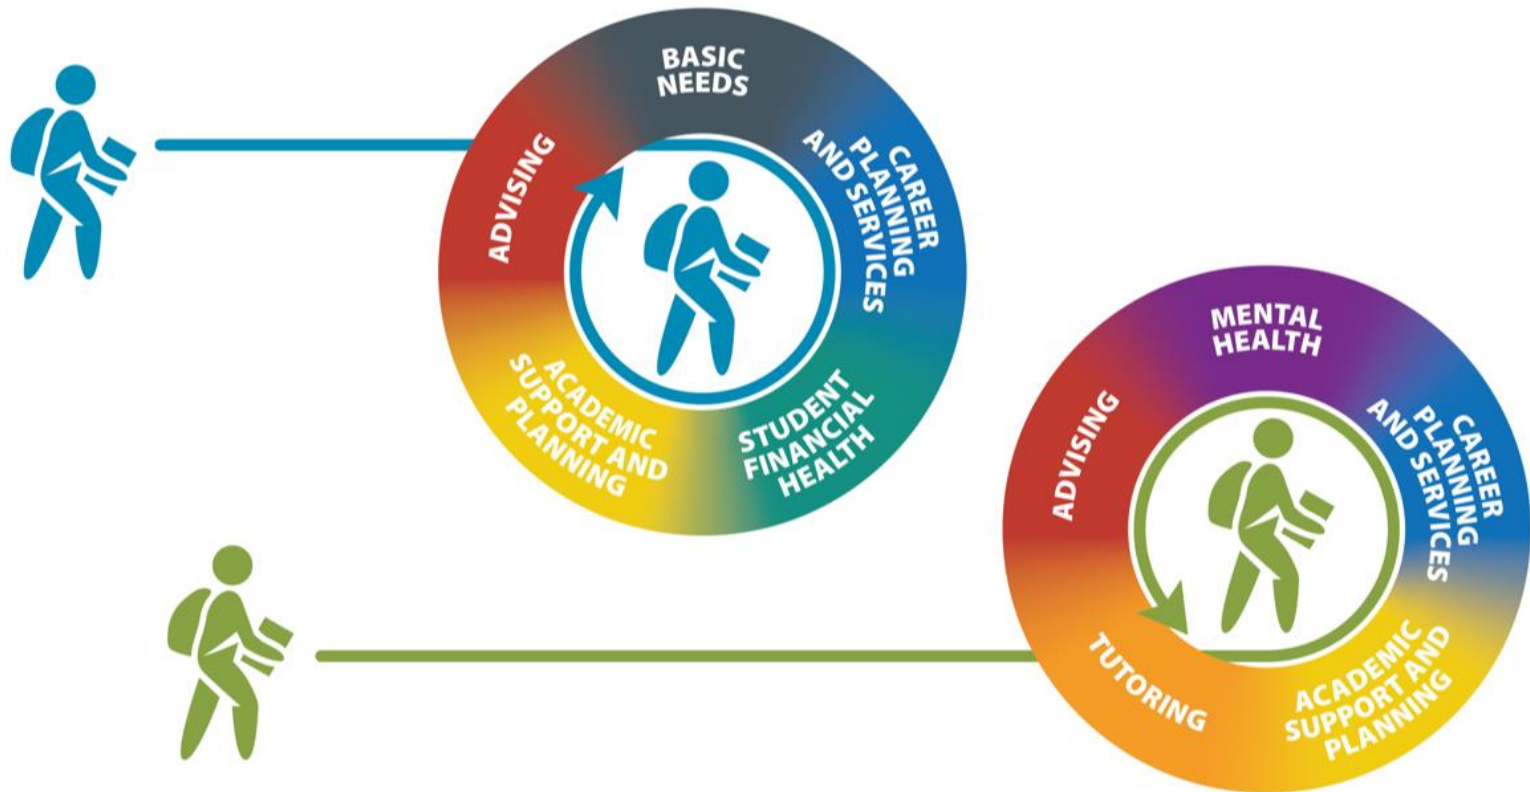 BASIC
NEEDS
CAREER
PLANNING
AND SERVICES
STUDENT
FINANCIAL
HEALTH
ACADEMIC
SUPPORT AND
PLANNING
ADVISING
MENTAL
HEALTH
CAREER
PLANNING
AND SERVICES
ACADEMIC
SUPPORT AND
PLANNING
TUTORING
ADVISING